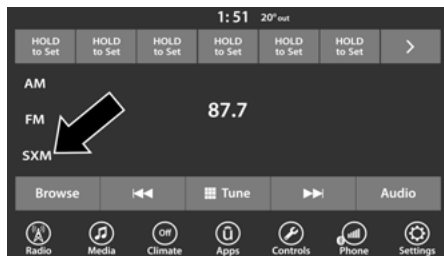 1:51 20° out
HOLD to Set HOLD to Set HOLD to Set HOLD to Set HOLD to Set HOLD to Set
AM
FM
87.7
SXM
Browse Tune Audio
Off ū
Radio Media Climate Apps Controls Phone Settings